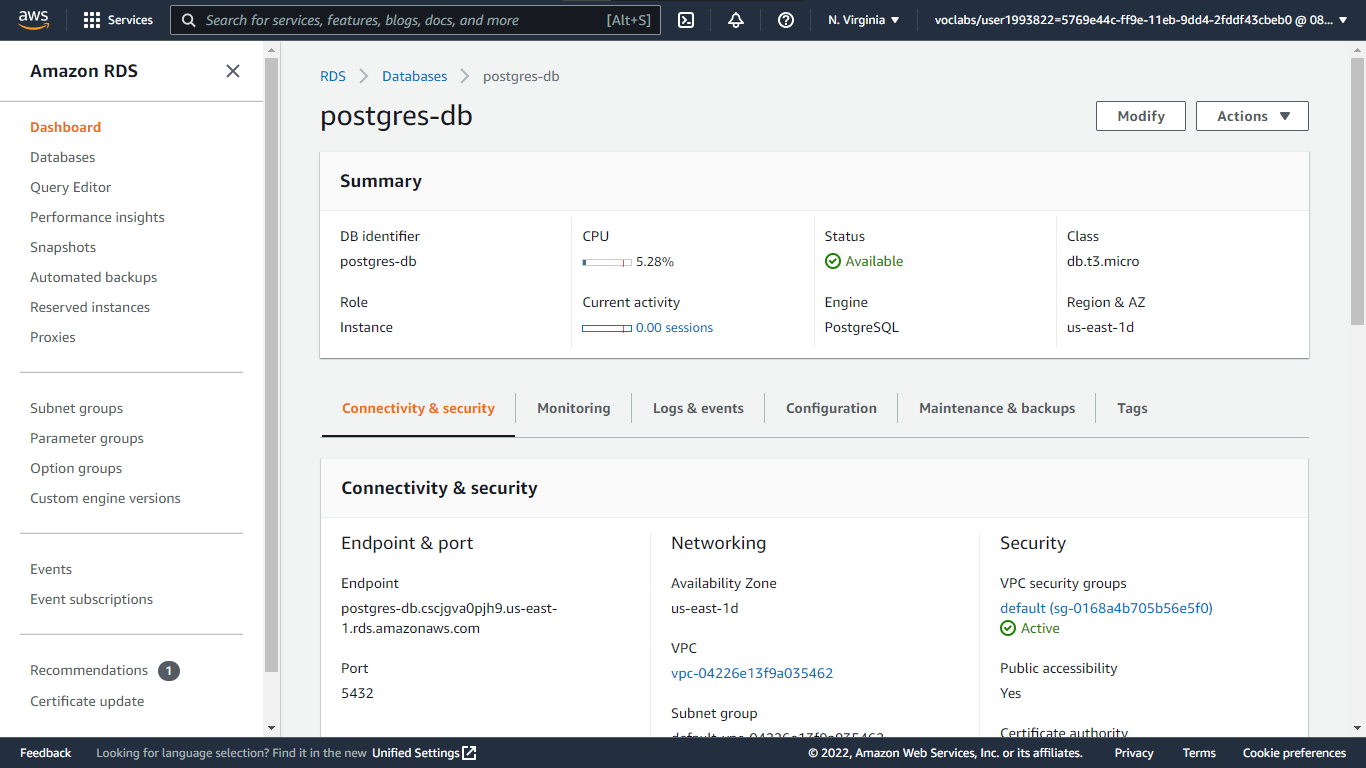 aws
Services
Search for services, features, blogs, docs, and more
[Alt+S]
N. Virginia
voclabs/user1993822=5769e44c-ff9e-11eb-9dd4-2fddf43cbeb0 @ 08...
Amazon RDS
Dashboard
Databases
Query Editor
Performance insights
Snapshots
Automated backups
Reserved instances
Proxies
Subnet groups
Parameter groups
Option groups
Custom engine versions
Events
Event subscriptions
Recommendations 1
Certificate update
RDS
Databases
postgres-db
postgres-db
Modify
Actions
Summary
DB identifier
postgres-db
CPU
5.28%
Status
Available
Class
db.t3.micro
Role
Instance
Current activity
0.00 sessions
Engine
PostgreSQL
Region & AZ
us-east-1d
Connectivity & security
Monitoring
Logs & events
Configuration
Maintenance & backups
Tags
Connectivity & security
Endpoint & port
Endpoint
postgres-db.cscjgva0pjh9.us-east-
1.rds.amazonaws.com
Port
5432
Networking
Availability Zone
us-east-1d
VPC
vpc-04226e13f9a035462
Subnet group
default-vpc-04226e13f9a035462
Security
VPC security groups
default (sg-0168a4b705b56e5f0)
Active
Public accessibility
Yes
Certificate authority
Feedback
Looking for language selection? Find it in the new Unified Settings
© 2022, Amazon Web Services, Inc. or its affiliates.
Privacy
Terms
Cookie preferences